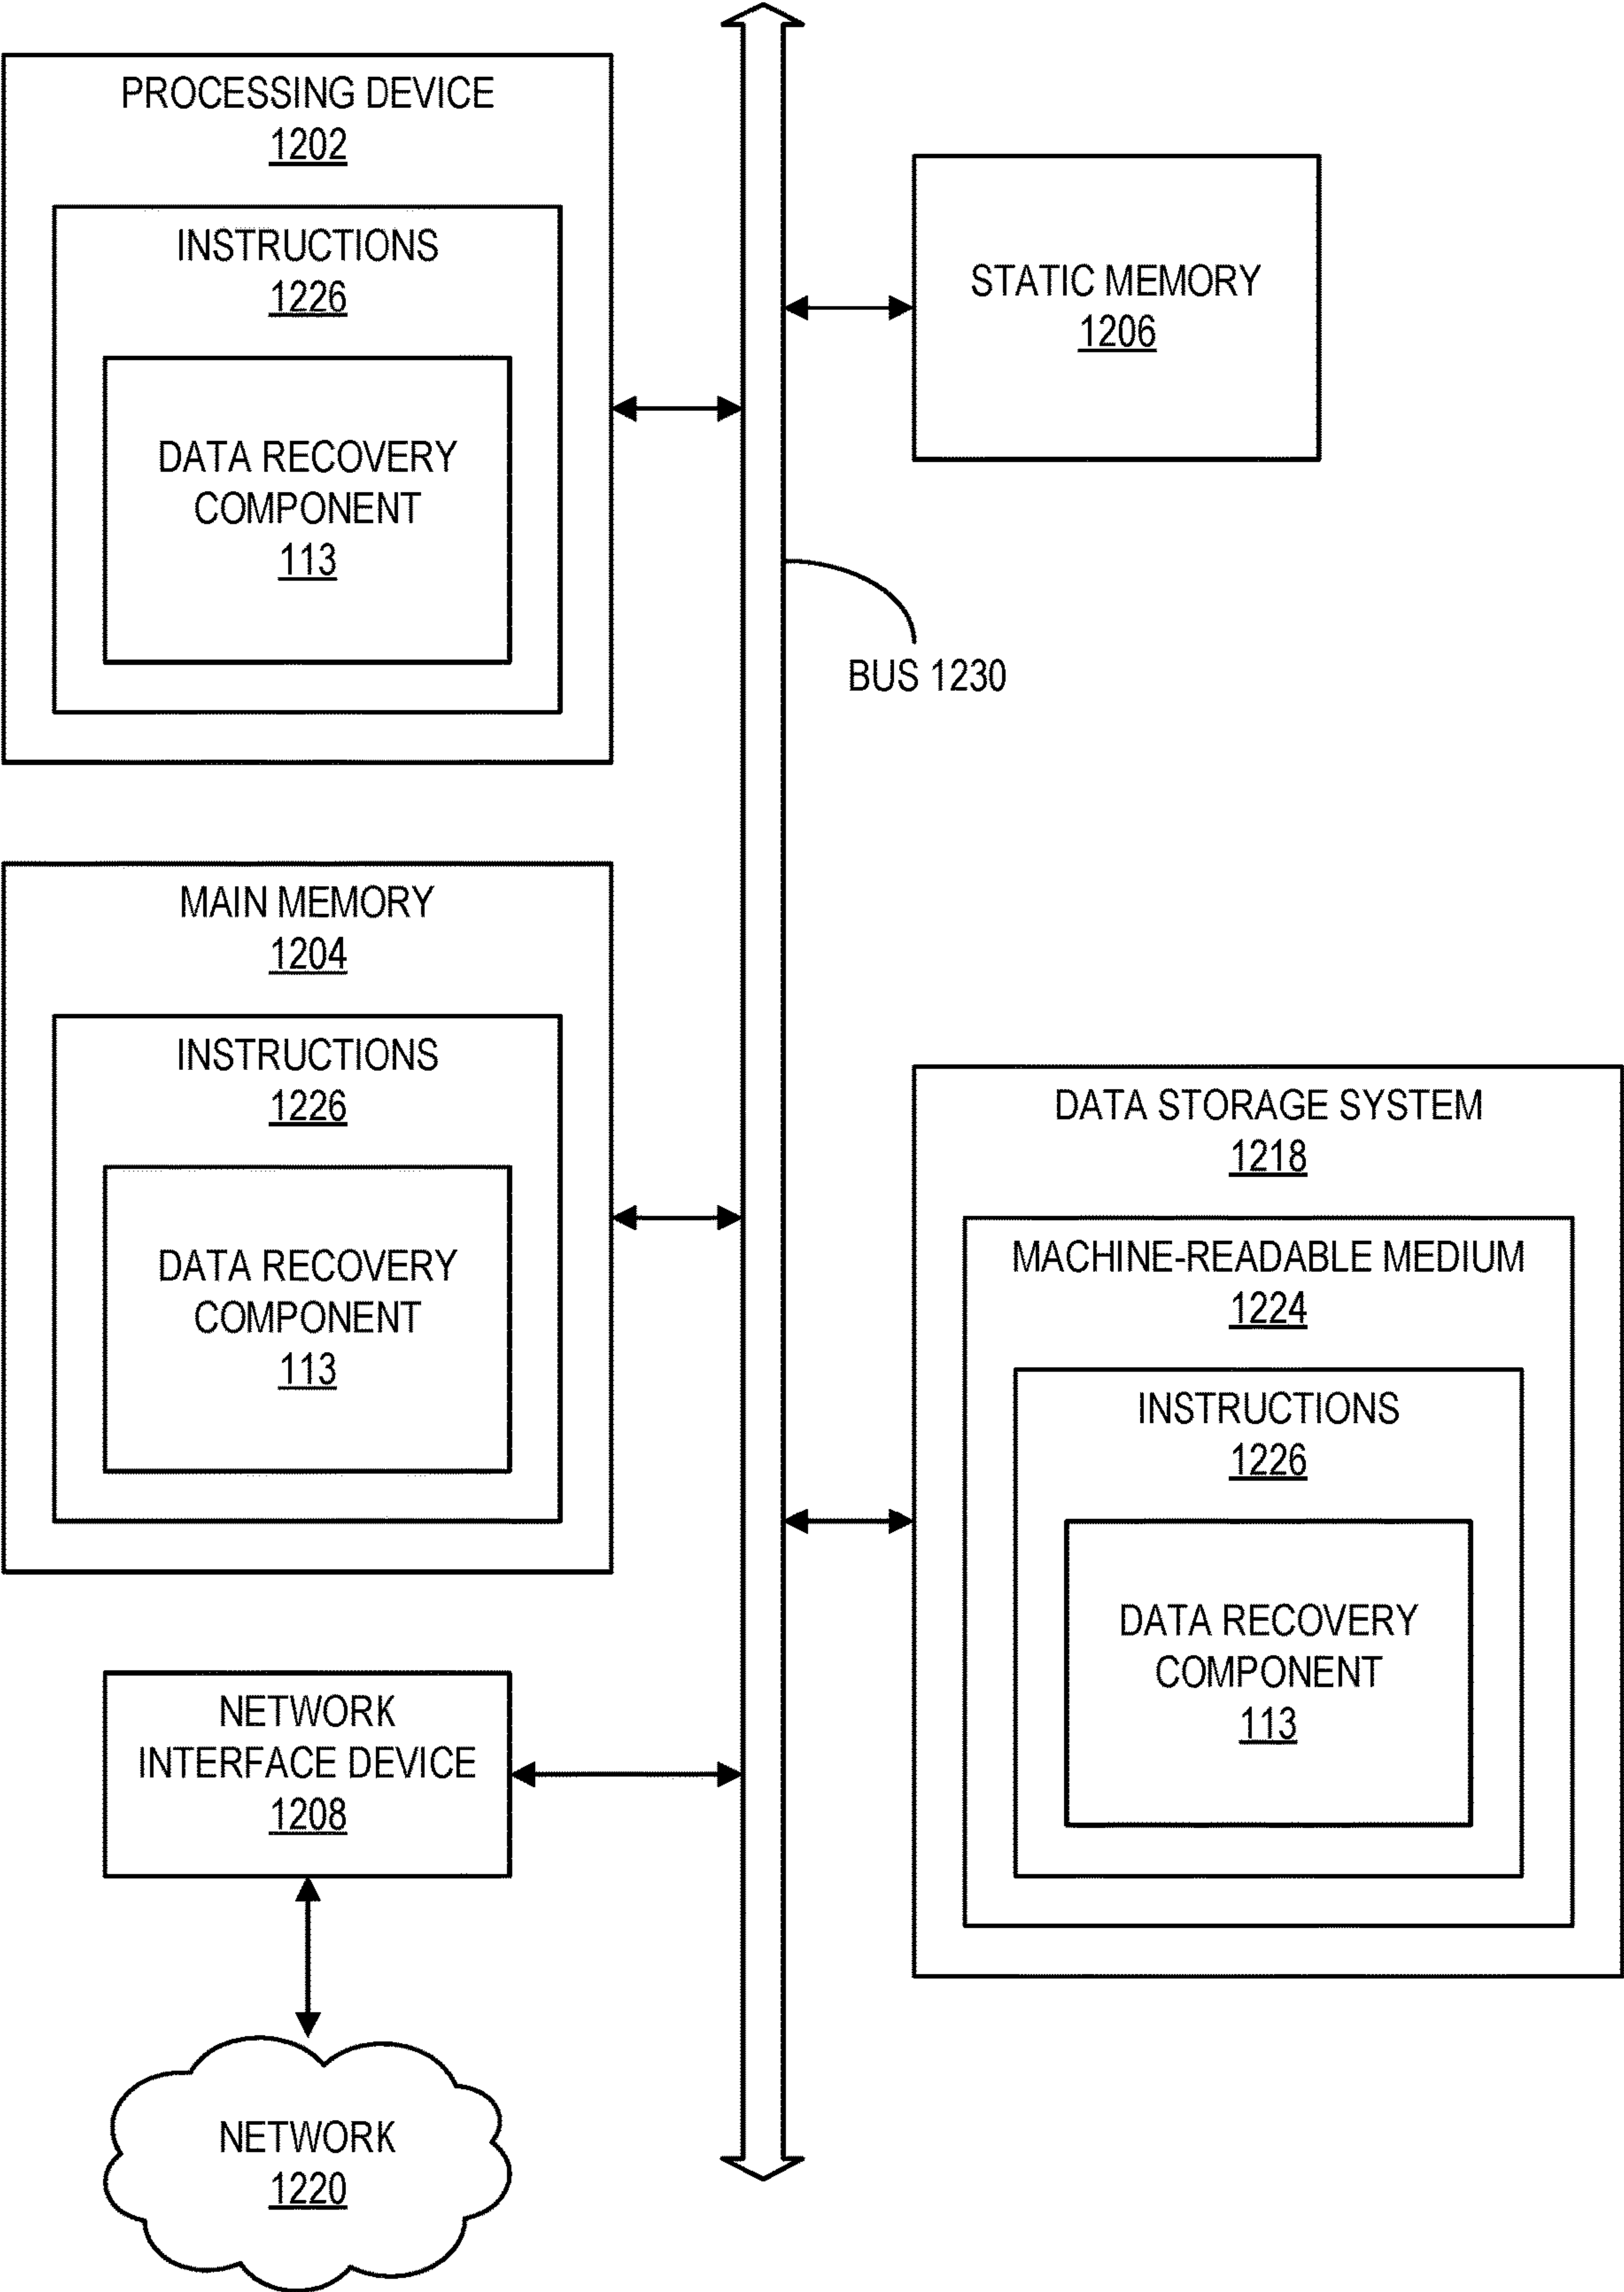 PROCESSING DEVICE
1202
INSTRUCTIONS
1226
DATA RECOVERY
COMPONENT
113
STATIC MEMORY
1206
BUS 1230
MAIN MEMORY
1204
INSTRUCTIONS
1226
DATA RECOVERY
COMPONENT
113
DATA STORAGE SYSTEM
1218
MACHINE-READABLE MEDIUM
1224
INSTRUCTIONS
1226
DATA RECOVERY
COMPONENT
113
NETWORK
INTERFACE DEVICE
1208
NETWORK
1220